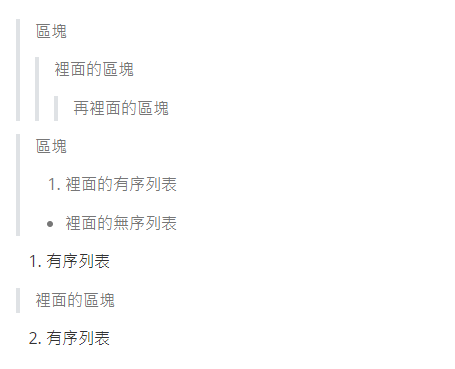 區塊
裡面的區塊
再裡面的區塊
區塊
1. 裡面的有序列表
• 裡面的無序列表
1. 有序列表
裡面的區塊
2. 有序列表